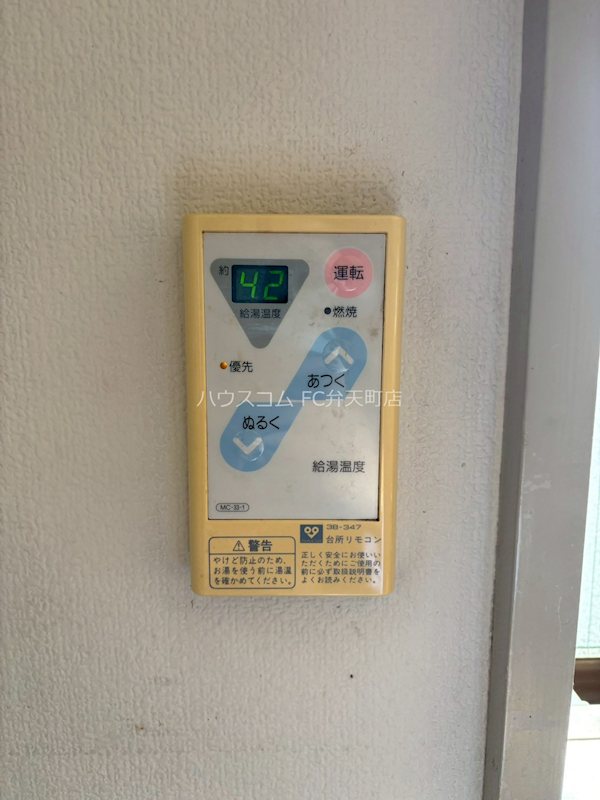 約
42
運転
給湯温度
燃焼
優先
あつく
ハウスコム FC弁天町店
ぬるく
給湯温度
MC-33-1
3B-347
台所リモコン
警告
やけど防止のため、
お湯を使う前に湯温
を確かめてください。
正しく安全にお使いい
ただくためにご使用の
前に必ず取扱説明書を
よくお読みください。